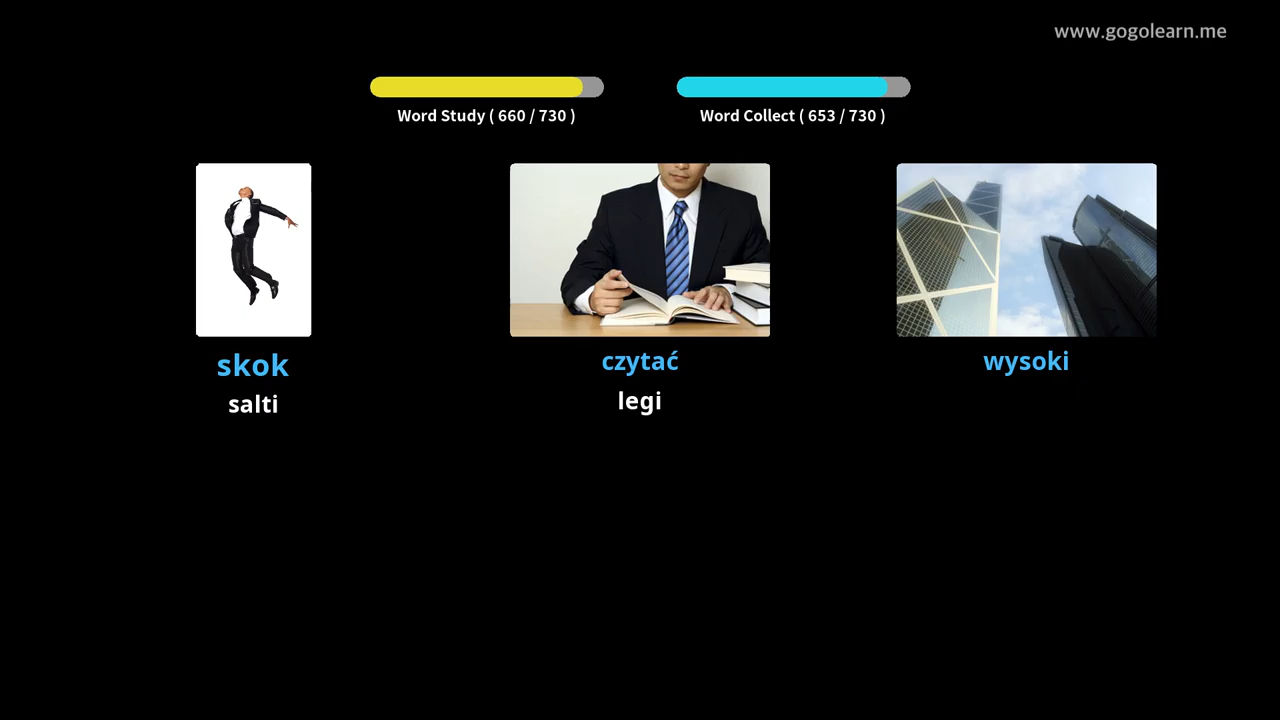 www.gogolearn.me
Word Study ( 660 / 730 )
Word Collect ( 653 / 730 )
skok
salti
czytać
legi
wysoki